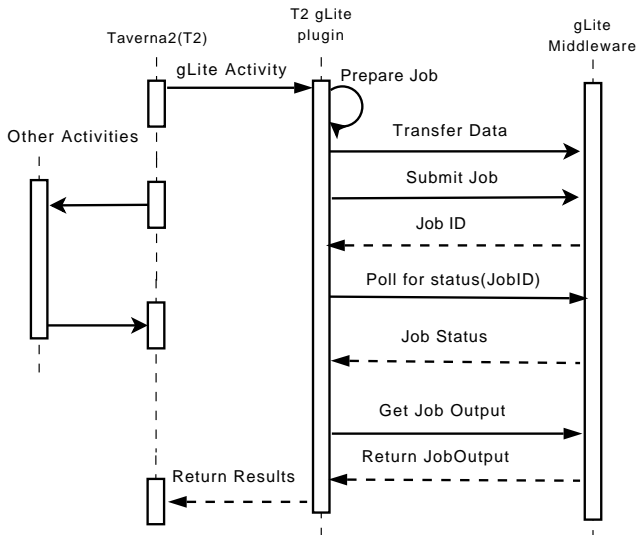 T2 gLite
plugin
gLite
Middleware
Taverna2(T2)
gLite Activity
Prepare Job
Other Activities
Transfer Data
Submit Job
Job ID
Poll for status(JobID)
Job Status
Get Job Output
Return JobOutput
Return Results